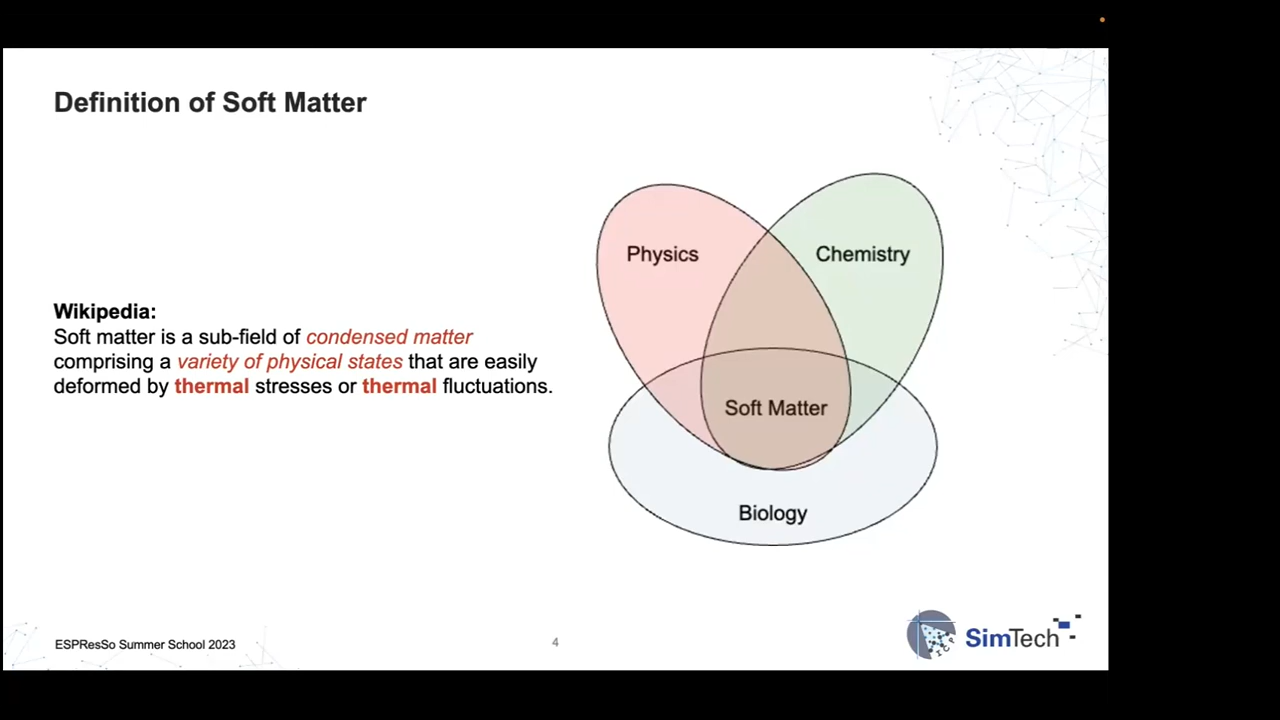 Definition of Soft Matter
Physics
Chemistry
Wikipedia:
Soft matter is a sub-field of condensed matter
comprising a variety of physical states that are easily
deformed by thermal stresses or thermal fluctuations.
Soft Matter
Biology
ESPResSo Summer School 2023
4
ICP
SimTech